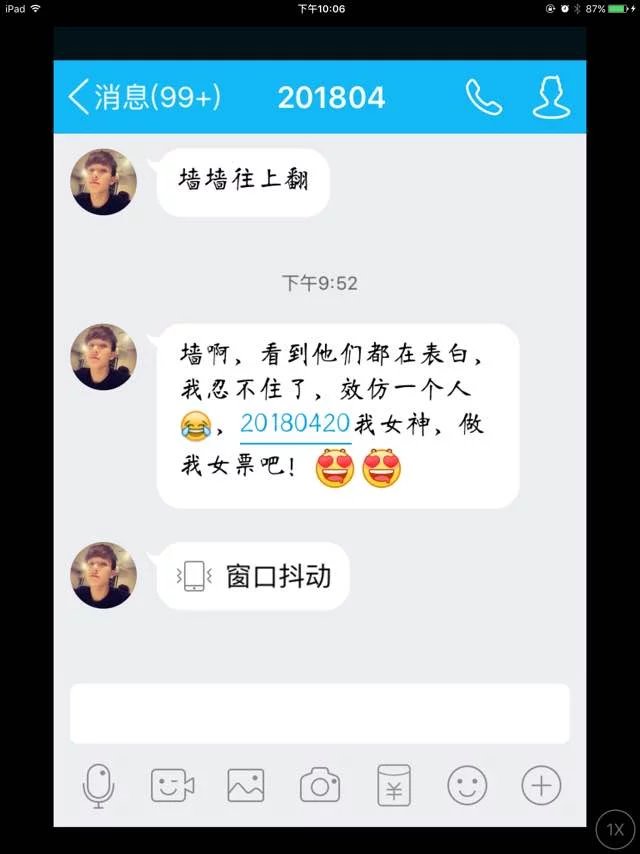 iPad
下午10:06
87%
消息(99+)
201804
墙墙往上翻
下午9:52
墙啊，看到他们都在表白，
我忍不住了，效仿一个人
😂，20180420我女神，做
我女票吧！😍😍
窗口抖动
1X